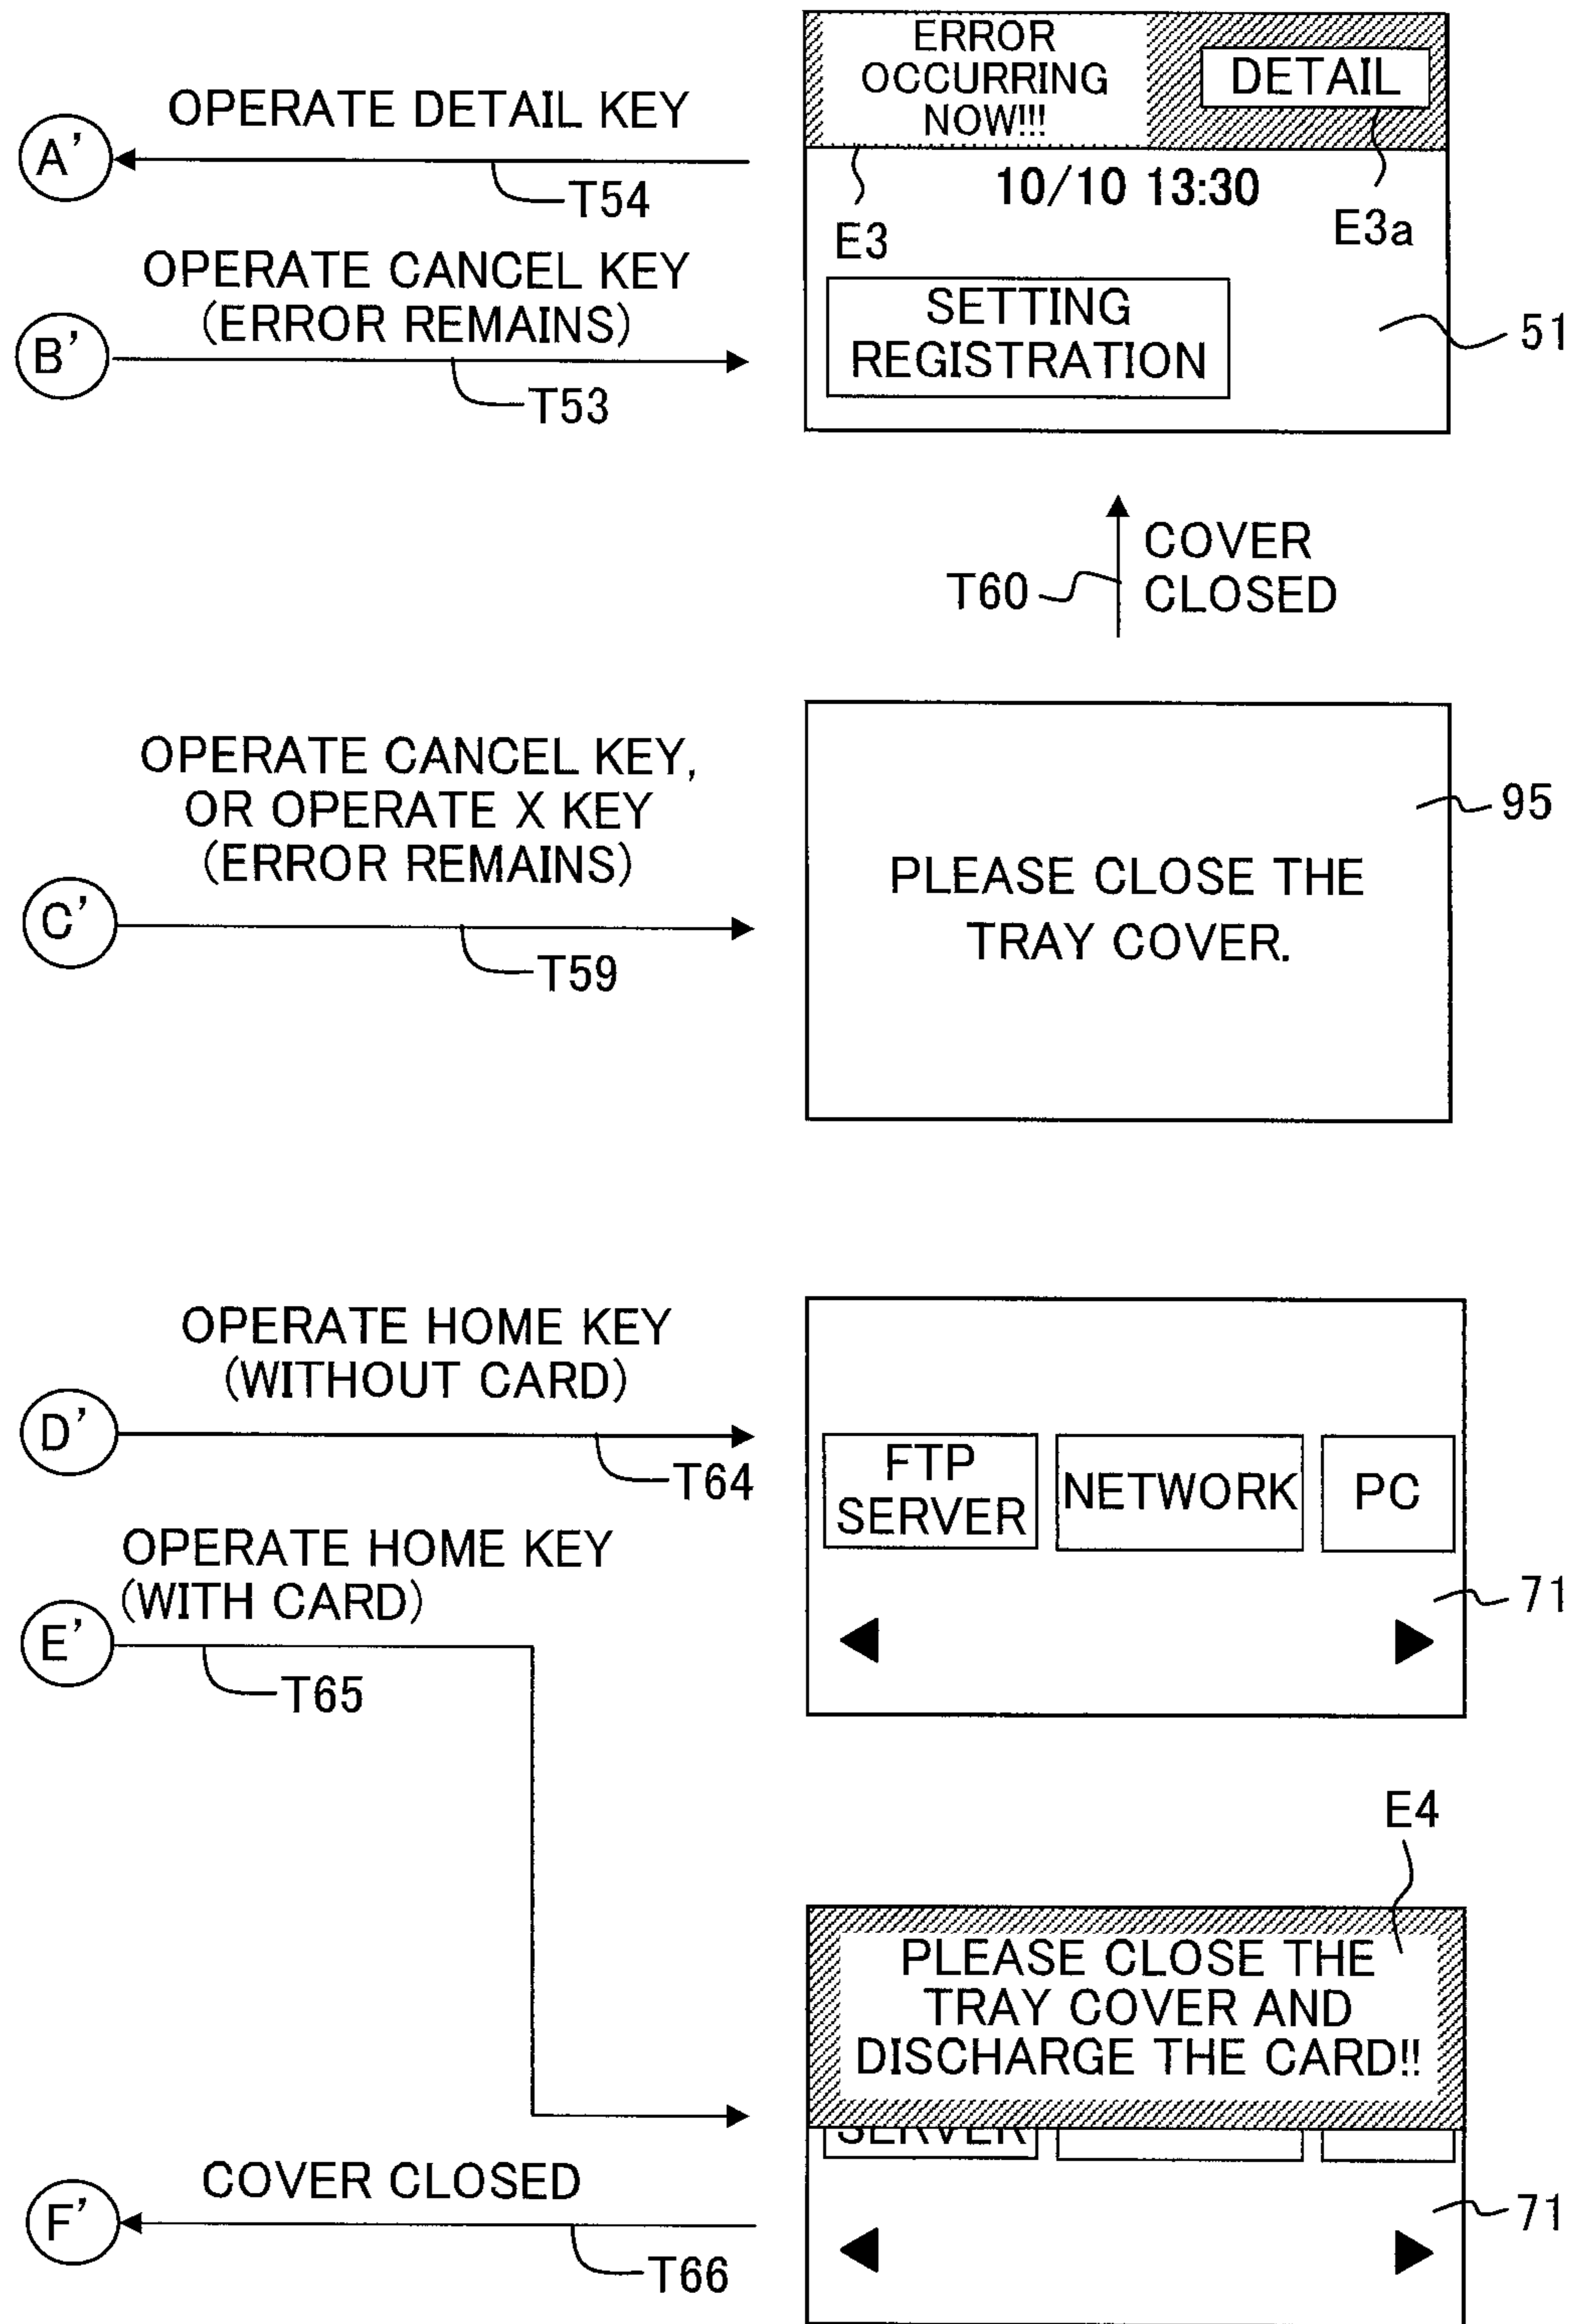 ERROR
OCCURRING
NOW!!!
DETAIL
OPERATE DETAIL KEY
A'
T54
10/10 13:30
E3
E3a
OPERATE CANCEL KEY
(ERROR REMAINS)
B'
T53
SETTING
REGISTRATION
51
T60
COVER
CLOSED
OPERATE CANCEL KEY,
OR OPERATE X KEY
(ERROR REMAINS)
C'
T59
95
PLEASE CLOSE THE
TRAY COVER.
OPERATE HOME KEY
(WITHOUT CARD)
D'
T64
FTP
SERVER
NETWORK
PC
71
OPERATE HOME KEY
(WITH CARD)
E'
T65
E4
PLEASE CLOSE THE
TRAY COVER AND
DISCHARGE THE CARD!!
SERVER
COVER CLOSED
F'
T66
71